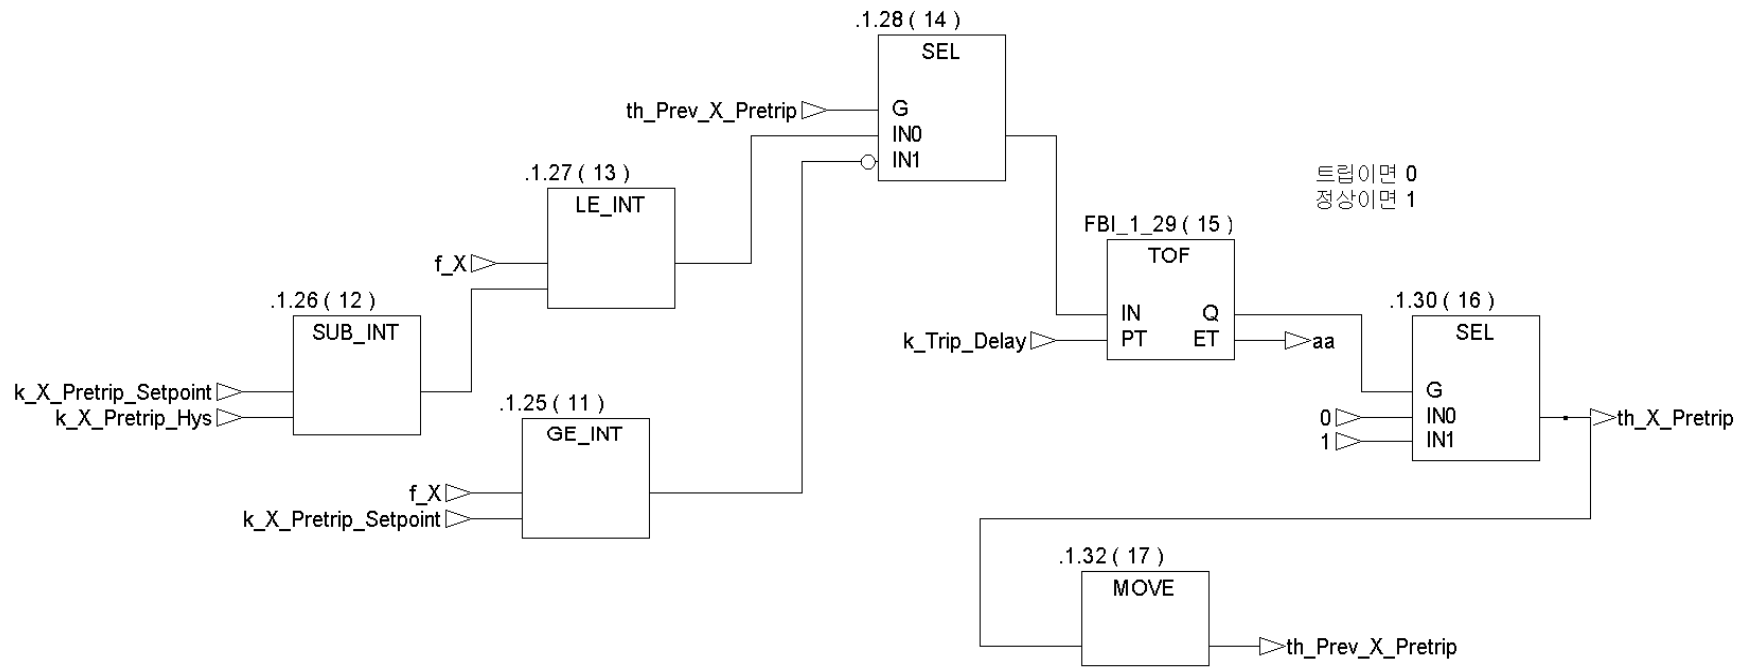 .1.28 ( 14 )
SEL
th_Prev_X_Pretrip
G
IN0
IN1
.1.27 ( 13 )
LE_INT
f_X
트립이면 0
정상이면 1
FBI_1_29 ( 15 )
TOF
IN
Q
k_Trip_Delay
PT
ET
aa
.1.26 ( 12 )
SUB_INT
k_X_Pretrip_Setpoint
k_X_Pretrip_Hys
.1.30 ( 16 )
SEL
G
0
IN0
1
IN1
th_X_Pretrip
.1.25 ( 11 )
GE_INT
f_X
k_X_Pretrip_Setpoint
.1.32 ( 17 )
MOVE
th_Prev_X_Pretrip